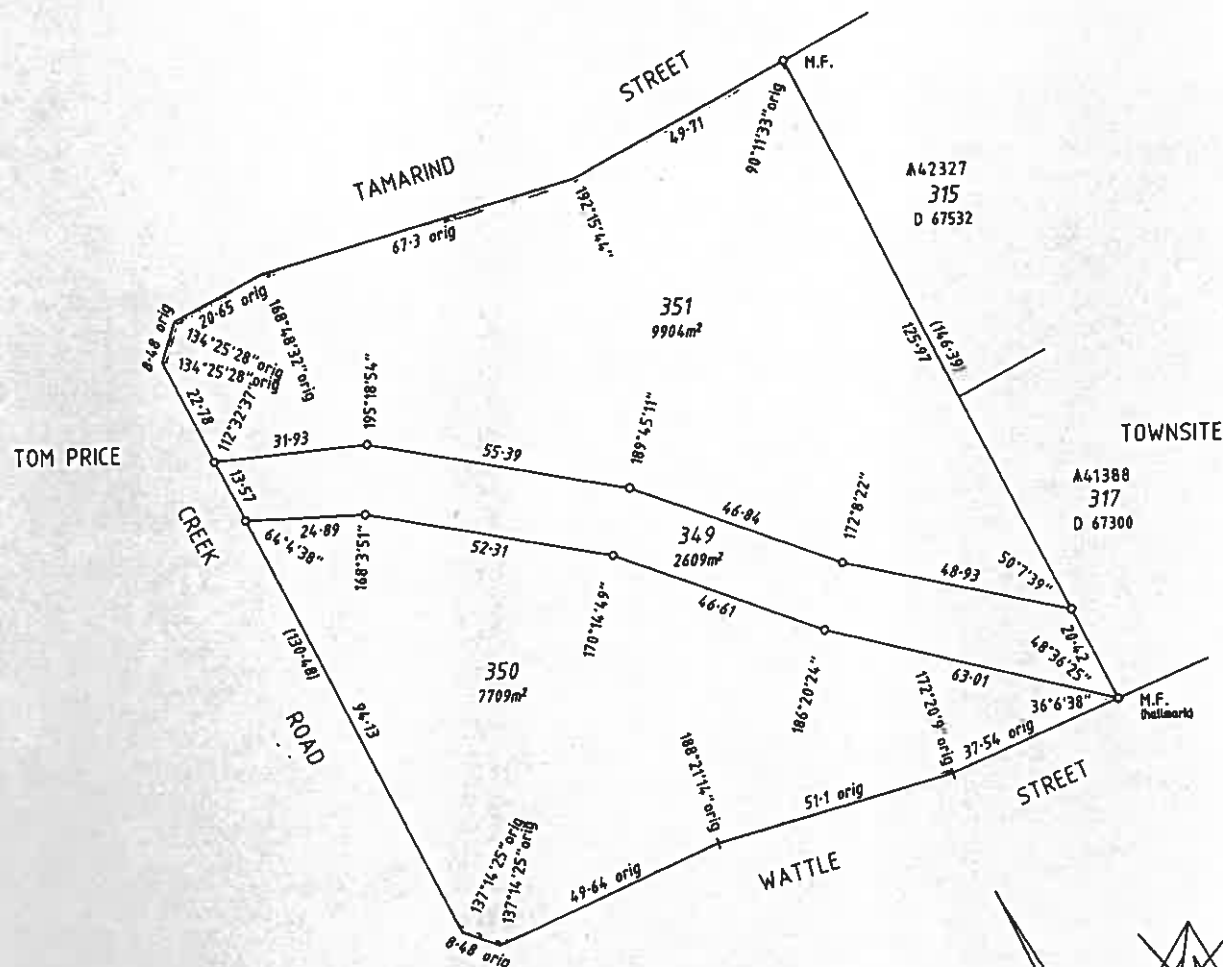 M.F.
STREET
49·71
90°11'33"orig
A42327
315
D 67532
TAMARIND
192°15'44"
67·3 orig
20·65 orig
168°48'32"orig
8·48 orig
134°25'28"orig
134°25'28"orig
351
9904m²
(146·39)
125·97
22·78
112°32'37"
31·93
195°18'54"
55·39
189°45'11"
TOWNSITE
TOM PRICE
13·57
46·84
172°8'22"
A41388
317
D 67300
CREEK
24·89
64°4'38"
168°3'51"
52·31
349
2609m²
48·93
50°7'39"
170°14'49"
46·61
20·42
48°36'25"
(130·48)
350
7709m²
186°20'24"
63·01
36°6'38"
M.F.
94·13
ROAD
172°20'9"orig
37·54 orig
188°21'14"orig
51·1 orig
STREET
137°14'25"orig
137°14'25"orig
49·64 orig
WATTLE
8·48 orig